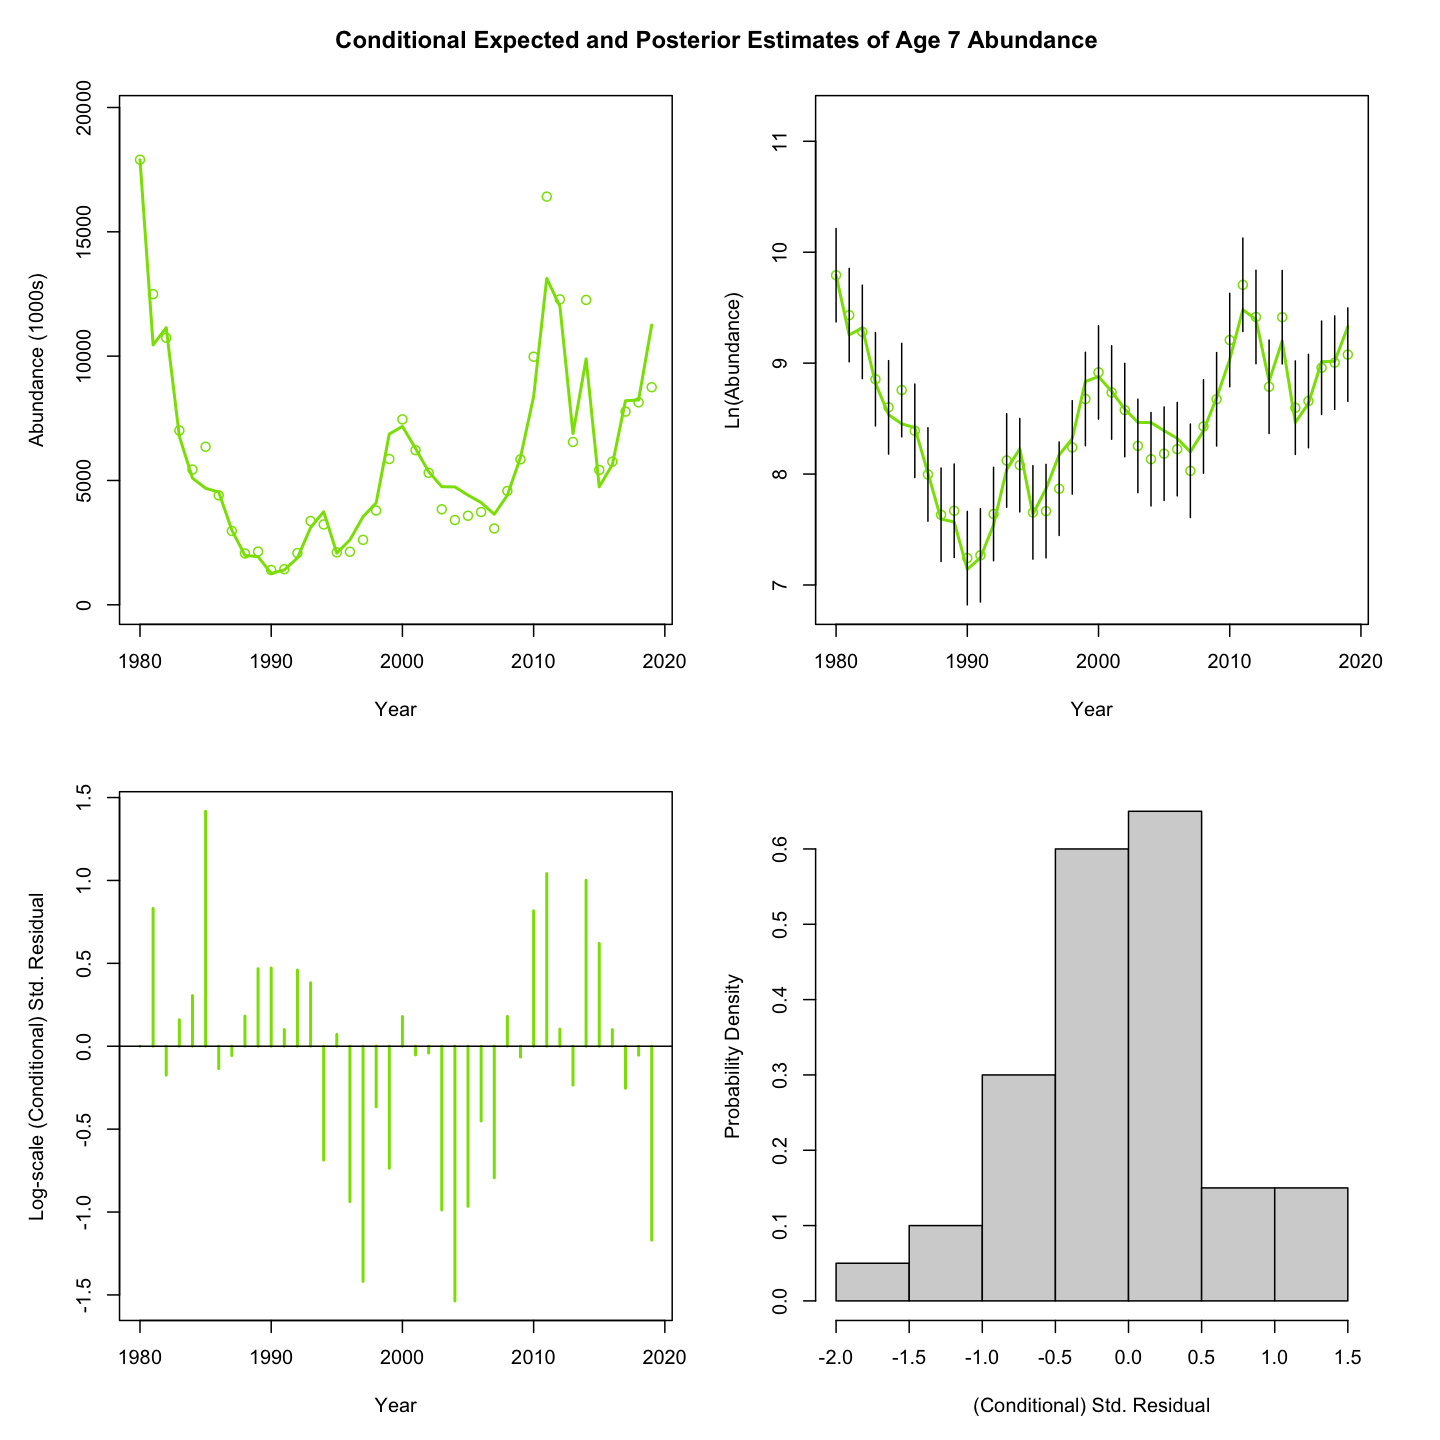 Conditional Expected and Posterior Estimates of Age 7 Abundance
Abundance (1000s)
20000
15000
10000
5000
0
1980 1990 2000 2010 2020
Year
Ln(Abundance)
11
10
9
8
7
1980 1990 2000 2010 2020
Year
Log-scale (Conditional) Std. Residual
1.5
1.0
0.5
0.0
-0.5
-1.0
-1.5
1980 1990 2000 2010 2020
Year
Probability Density
0.6
0.5
0.4
0.3
0.2
0.1
0.0
-2.0 -1.5 -1.0 -0.5 0.0 0.5 1.0 1.5
(Conditional) Std. Residual